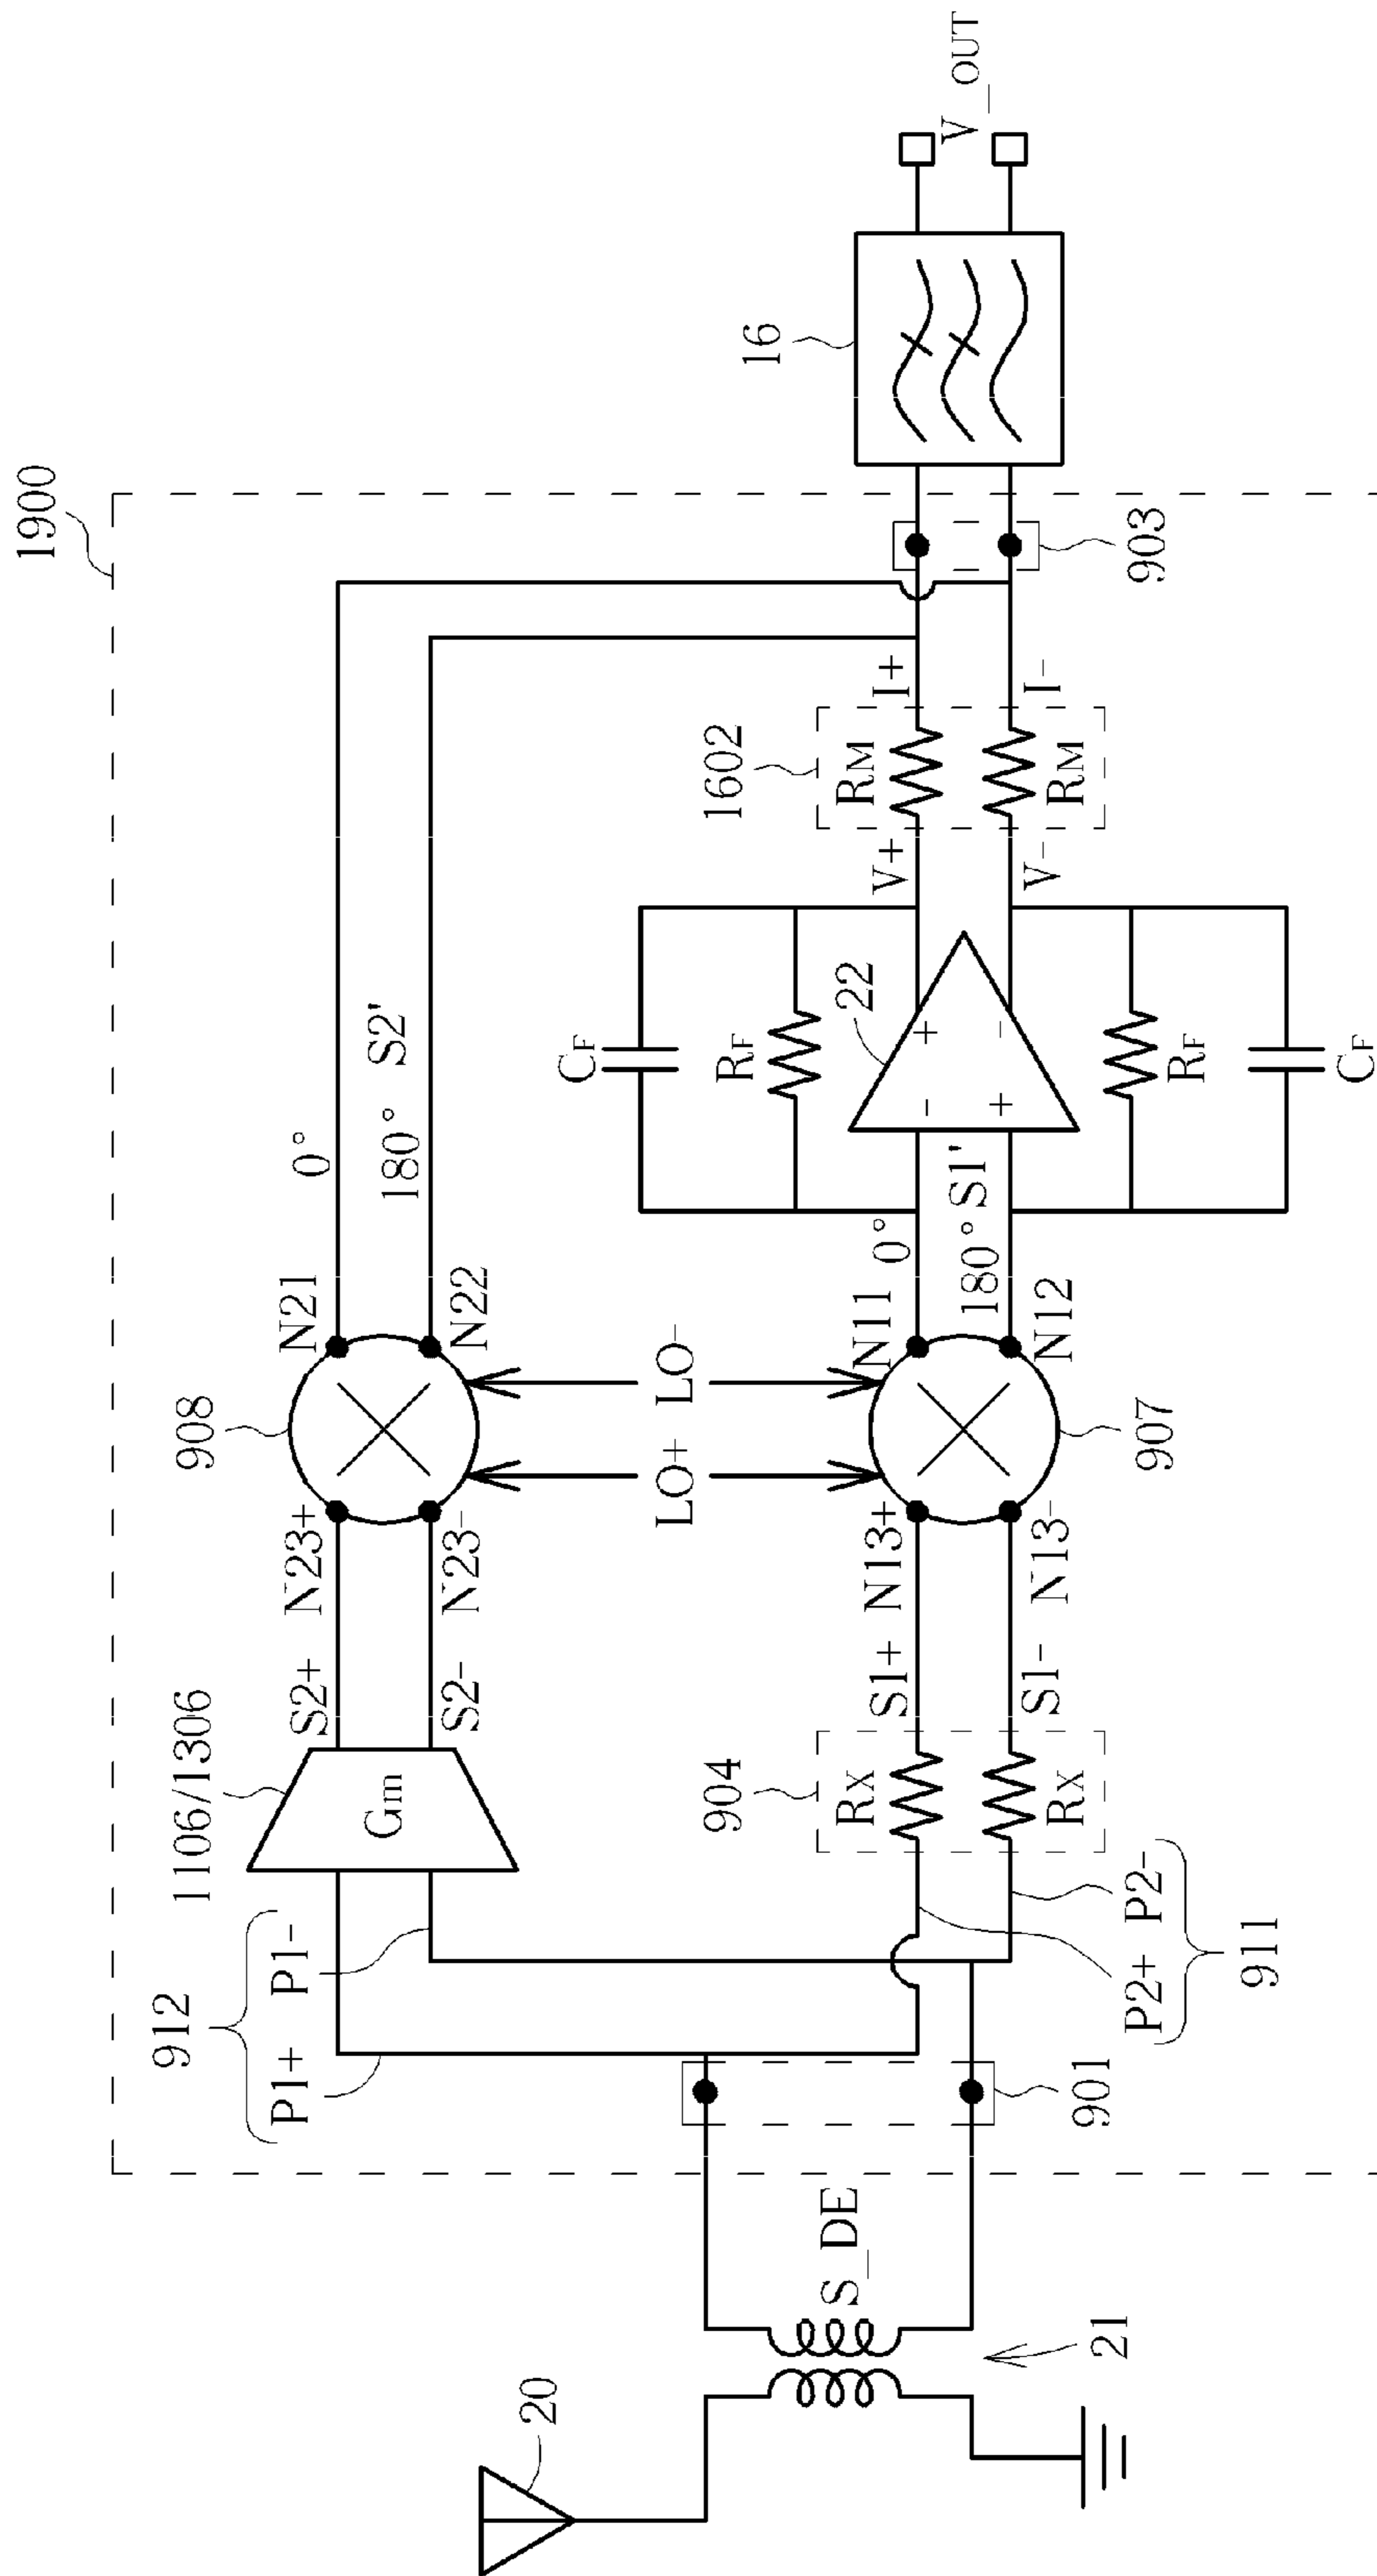 1900
912
P1+
P1-
1106/1306
Gm
S2+
S2-
N23+
N23-
908
N21
N22
0°
180°
S2'
LO+
LO-
20
21
S_DE
901
P2+
P2-
911
904
RX
RX
S1+
S1-
N13+
N13-
907
N11
N12
0°
180°
S1'
CF
RF
-
+
+
-
22
RF
CF
V+
V-
1602
RM
RM
I+
I-
903
16
V_OUT